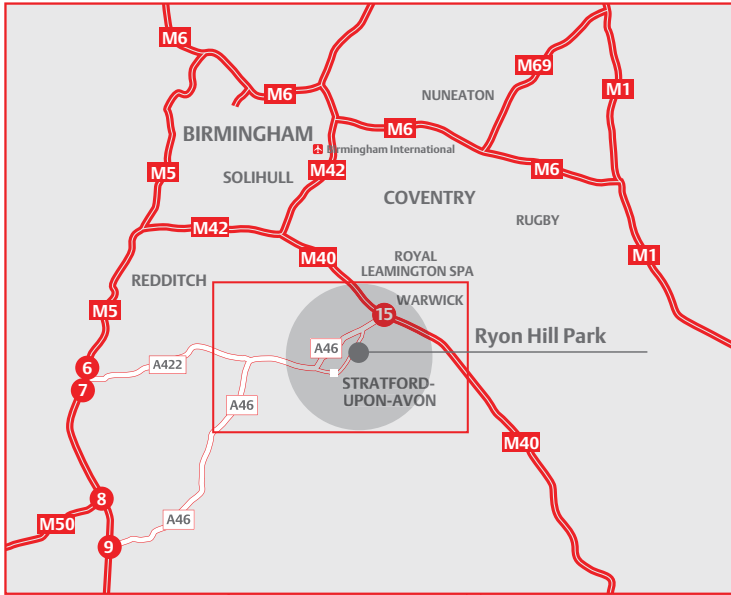 M6
M69
M1
M6
NUNEATON
BIRMINGHAM
M6
Birmingham International
M5
SOLIHULL
M42
M6
COVENTRY
RUGBY
M42
M40
ROYAL
LEAMINGTON SPA
M1
REDDITCH
WARWICK
M5
15
Ryon Hill Park
A46
6
A422
7
STRATFORD-
UPON-AVON
A46
M40
8
M50
A46
9